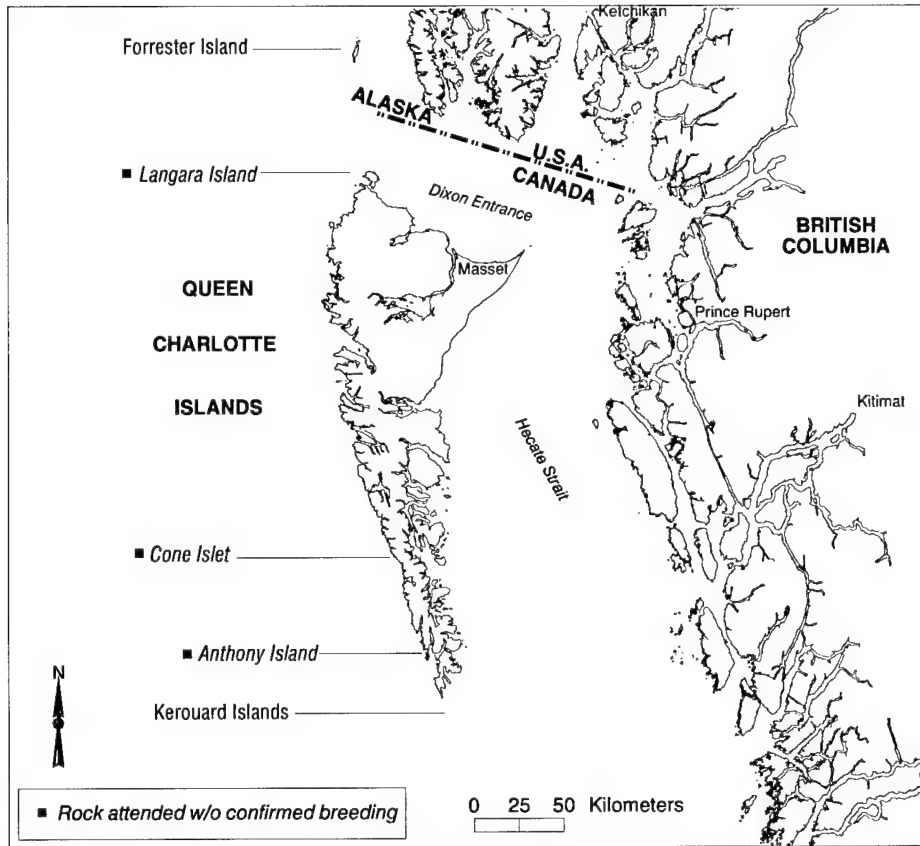 Ketchikan
Forrester Island
ALASKA
U.S.A.
CANADA
Langara Island
Dixon Entrance
BRITISH
COLUMBIA
Masset
QUEEN
CHARLOTTE
ISLANDS
Prince Rupert
Kitimat
Hecate Strait
Cone Islet
Anthony Island
N
Kerouard Islands
Rock attended w/o confirmed breeding
0 25 50 Kilometers